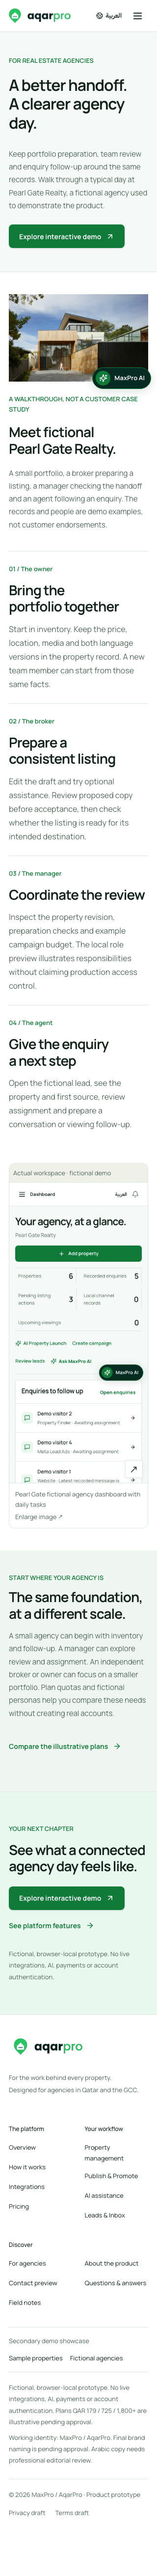 aqarpro
العربية
FOR REAL ESTATE AGENCIES
A better handoff.
A clearer agency
day.
Keep portfolio preparation, team review
and enquiry follow-up around the same
records. Walk through a typical day at
Pearl Gate Realty, a fictional agency used
to demonstrate the product.
Explore interactive demo
MaxPro AI
A WALKTHROUGH, NOT A CUSTOMER CASE
STUDY
Meet fictional
Pearl Gate Realty.
A small portfolio, a broker preparing a
listing, a manager checking the handoff
and an agent following an enquiry. The
records and people are demo examples,
not customer endorsements.
01 / The owner
Bring the
portfolio together
Start in inventory. Keep the price,
location, media and both language
versions in the property record. A new
team member can start from those
same facts.
02 / The broker
Prepare a
consistent listing
Edit the draft and try optional
assistance. Review proposed copy
before acceptance, then check
whether the listing is ready for its
intended destination.
03 / The manager
Coordinate the review
Inspect the property revision,
preparation checks and example
campaign budget. The local role
preview illustrates responsibilities
without claiming production access
control.
04 / The agent
Give the enquiry
a next step
Open the fictional lead, see the
property and first source, review
assignment and prepare a
conversation or viewing follow-up.
Actual workspace · fictional demo
Dashboard
العربية
Your agency, at a glance.
Pearl Gate Realty
Add property
Properties 6
Recorded enquiries 5
Pending listing actions 3
Local channel records 0
Upcoming viewings 0
AI Property Launch Create campaign
Review leads Ask MaxPro AI
MaxPro AI
Enquiries to follow up Open enquiries
Demo visitor 2
Property Finder · Awaiting assignment
Demo visitor 4
Meta Lead Ads · Awaiting assignment
Demo visitor 1
Website · Latest recorded message is
Pearl Gate fictional agency dashboard with
daily tasks
Enlarge image ↗
START WHERE YOUR AGENCY IS
The same foundation,
at a different scale.
A small agency can begin with inventory
and follow-up. A manager can explore
review and assignment. An independent
broker or owner can focus on a smaller
portfolio. Plan quotas and fictional
personas help you compare these needs
without creating real accounts.
Compare the illustrative plans →
YOUR NEXT CHAPTER
See what a connected
agency day feels like.
Explore interactive demo
See platform features →
Fictional, browser-local prototype. No live
integrations, AI, payments or account
authentication.
aqarpro
For the work behind every property.
Designed for agencies in Qatar and the GCC.
The platform
Overview
How it works
Integrations
Pricing
Your workflow
Property
management
Publish & Promote
AI assistance
Leads & Inbox
Discover
For agencies
Contact preview
Field notes
About the product
Questions & answers
Secondary demo showcase
Sample properties Fictional agencies
Fictional, browser-local prototype. No live
integrations, AI, payments or account
authentication. Plans QAR 179 / 725 / 1,800+ are
illustrative pending approval.
Working identity: MaxPro / AqarPro. Final brand
naming is pending approval. Arabic copy needs
professional editorial review.
© 2026 MaxPro / AqarPro · Product prototype
Privacy draft Terms draft